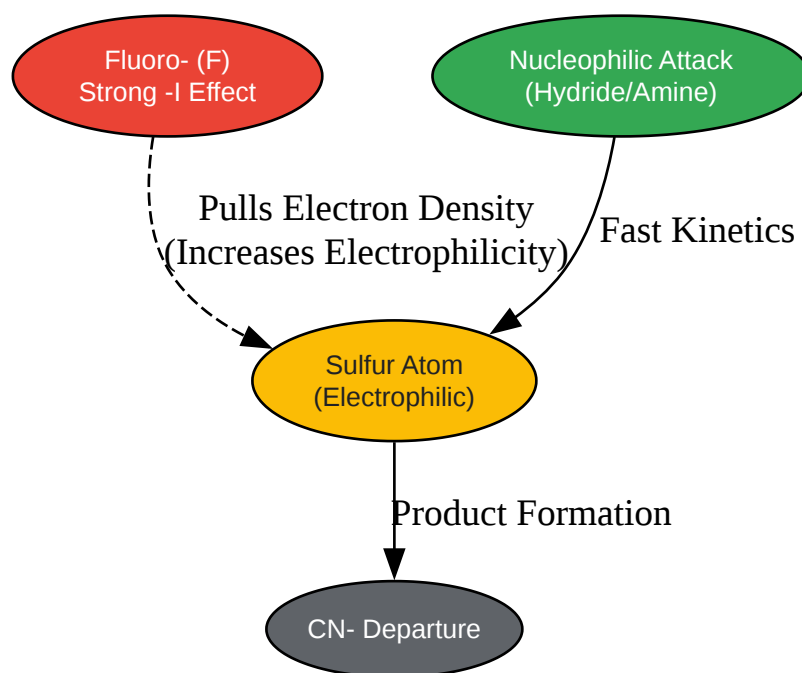 Fluoro- (F)
Strong -I Effect
Nucleophilic Attack
(Hydride/Amine)
Pulls Electron Density
(Increases Electrophilicity)
Fast Kinetics
Sulfur Atom
(Electrophilic)
Product Formation
CN- Departure